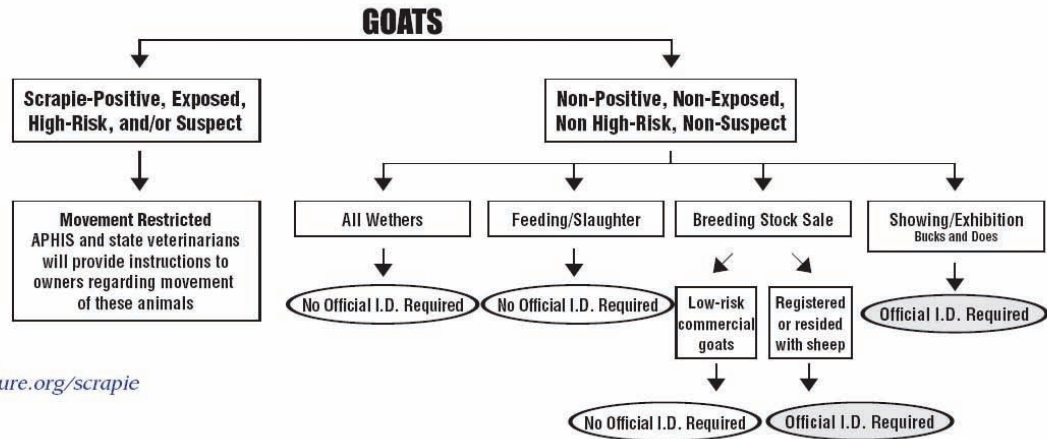 GOATS
Scrapie-Positive, Exposed,
High-Risk, and/or Suspect
Non-Positive, Non-Exposed,
Non High-Risk, Non-Suspect
Movement Restricted
APHIS and state veterinarians
will provide instructions to
owners regarding movement
of these animals
All Wethers
Feeding/Slaughter
Breeding Stock Sale
Showing/Exhibition
Bucks and Does
No Official I.D. Required
No Official I.D. Required
Low-risk
commercial
goats
Registered
or resided
with sheep
Official I.D. Required
No Official I.D. Required
Official I.D. Required
ure.org/scrapie